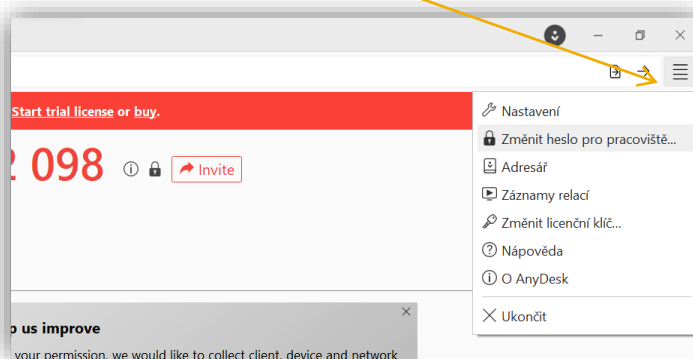 Start trial license or buy.
098
Invite
Nastavení
Změnit heslo pro pracoviště...
Adresář
Záznamy relací
Změnit licenční klíč...
Nápověda
O AnyDesk
Ukončit
us improve
your permission, we would like to collect client, device and network